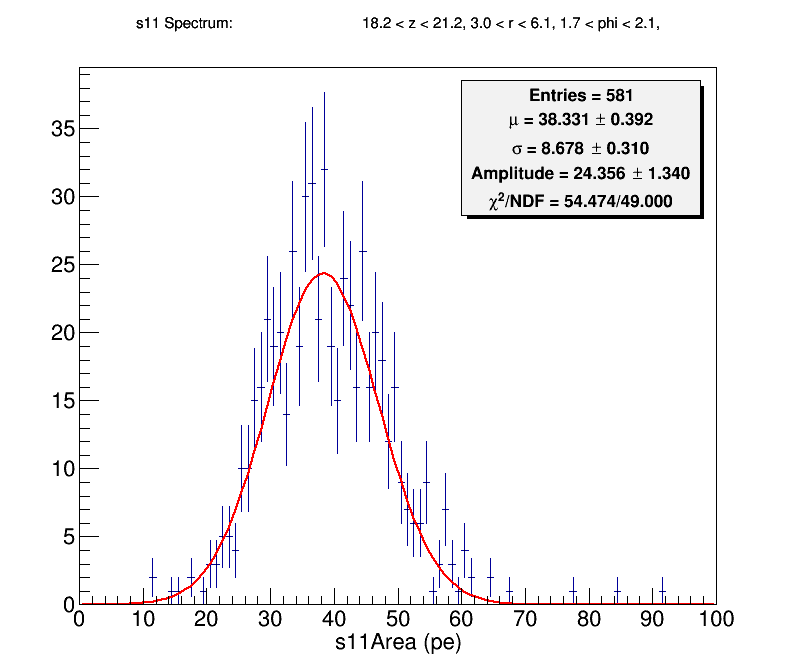 s11 Spectrum: 18.2 < z < 21.2, 3.0 < r < 6.1, 1.7 < phi < 2.1,
Entries = 581
μ = 38.331 ± 0.392
σ = 8.678 ± 0.310
Amplitude = 24.356 ± 1.340
χ²/NDF = 54.474/49.000
35
30
25
20
15
10
5
0
0 10 20 30 40 50 60 70 80 90 100
s11Area (pe)